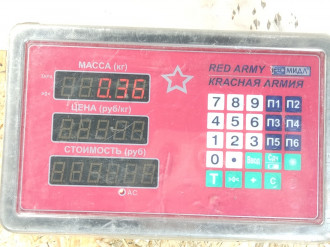 МАССА (кг)
0.36
RED ARMY МИДЛ
КРАСНАЯ АРМИЯ
ЦЕНА (руб/кг)
СТОИМОСТЬ (руб)
7 8 9 П1 П2
4 5 6 П3 П4
1 2 3 П5 П6
0 •
T C
AC